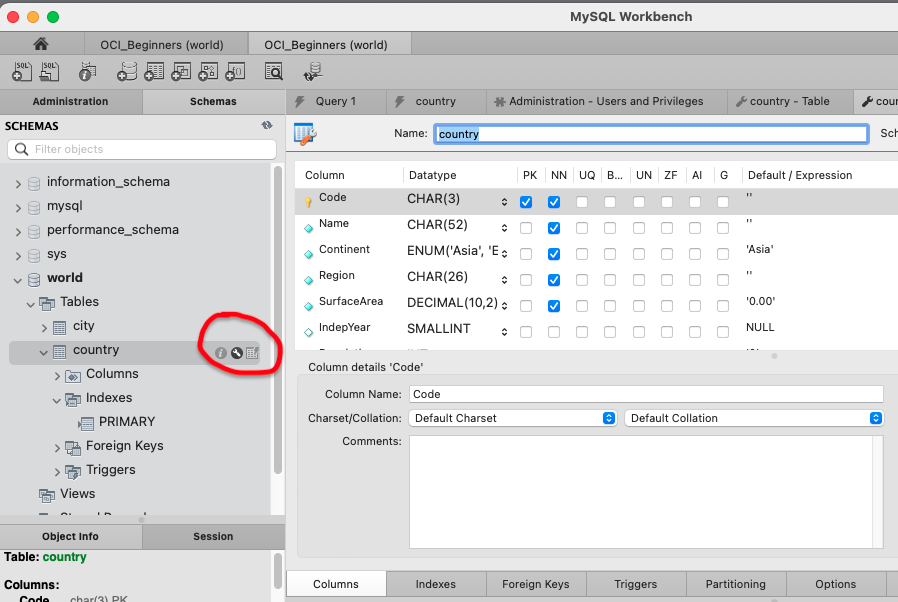 MySQL Workbench
OCI_Beginners (world)
OCI_Beginners (world)
SQL
SQL
Administration
Schemas
Query 1
country
Administration - Users and Privileges
country - Table
SCHEMAS
Filter objects
information_schema
mysql
performance_schema
sys
world
Tables
city
country
Columns
Indexes
PRIMARY
Foreign Keys
Triggers
Views
Object Info
Session
Table: country
Columns:
Code char(3) PK
Name: country
Column Datatype PK NN UQ B... UN ZF AI G Default / Expression
Code CHAR(3) ''
Name CHAR(52) ''
Continent ENUM('Asia', 'E 'Asia'
Region CHAR(26) ''
SurfaceArea DECIMAL(10,2) '0.00'
IndepYear SMALLINT NULL
Column details 'Code'
Column Name: Code
Charset/Collation: Default Charset Default Collation
Comments:
Columns
Indexes
Foreign Keys
Triggers
Partitioning
Options